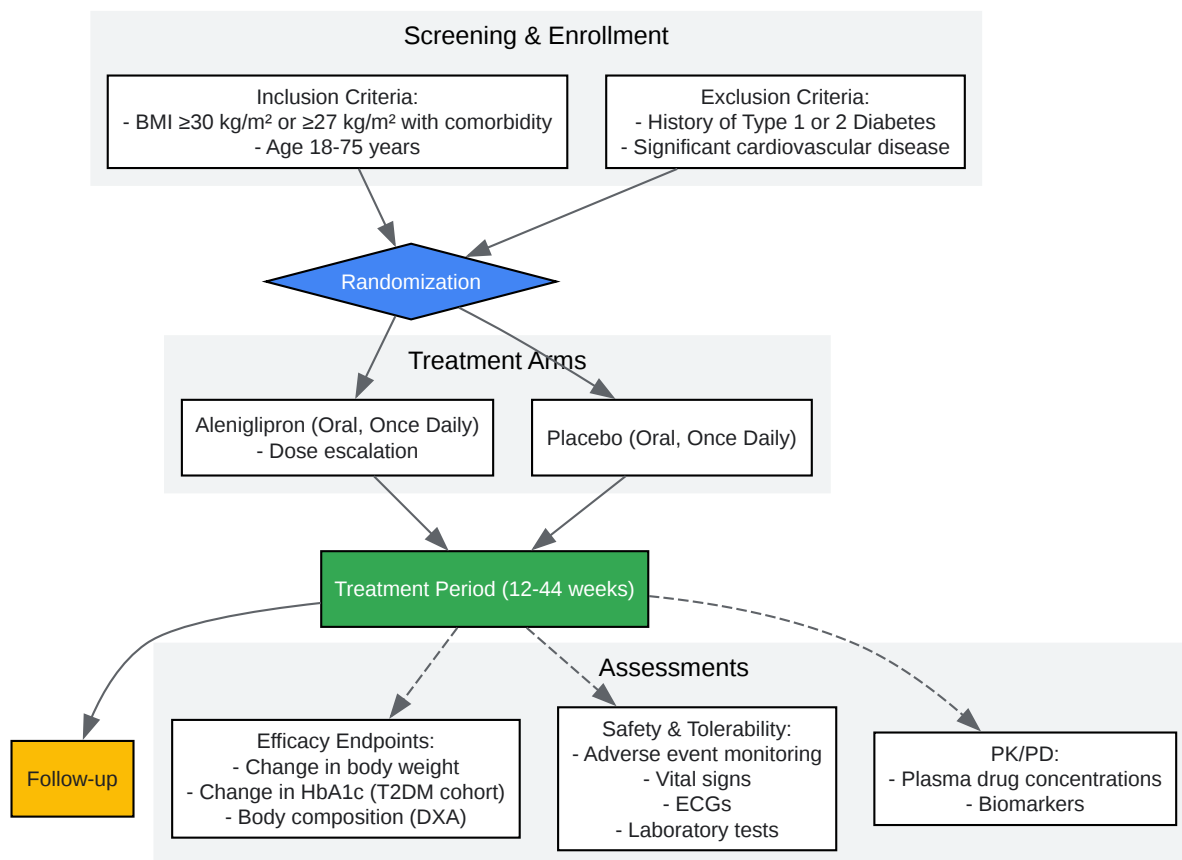 Screening & Enrollment
Inclusion Criteria:
- BMI ≥30 kg/m² or ≥27 kg/m² with comorbidity
- Age 18-75 years
Exclusion Criteria:
- History of Type 1 or 2 Diabetes
- Significant cardiovascular disease
Randomization
Treatment Arms
Aleniglipron (Oral, Once Daily)
- Dose escalation
Placebo (Oral, Once Daily)
Treatment Period (12-44 weeks)
Assessments
Follow-up
Efficacy Endpoints:
- Change in body weight
- Change in HbA1c (T2DM cohort)
- Body composition (DXA)
Safety & Tolerability:
- Adverse event monitoring
- Vital signs
- ECGs
- Laboratory tests
PK/PD:
- Plasma drug concentrations
- Biomarkers